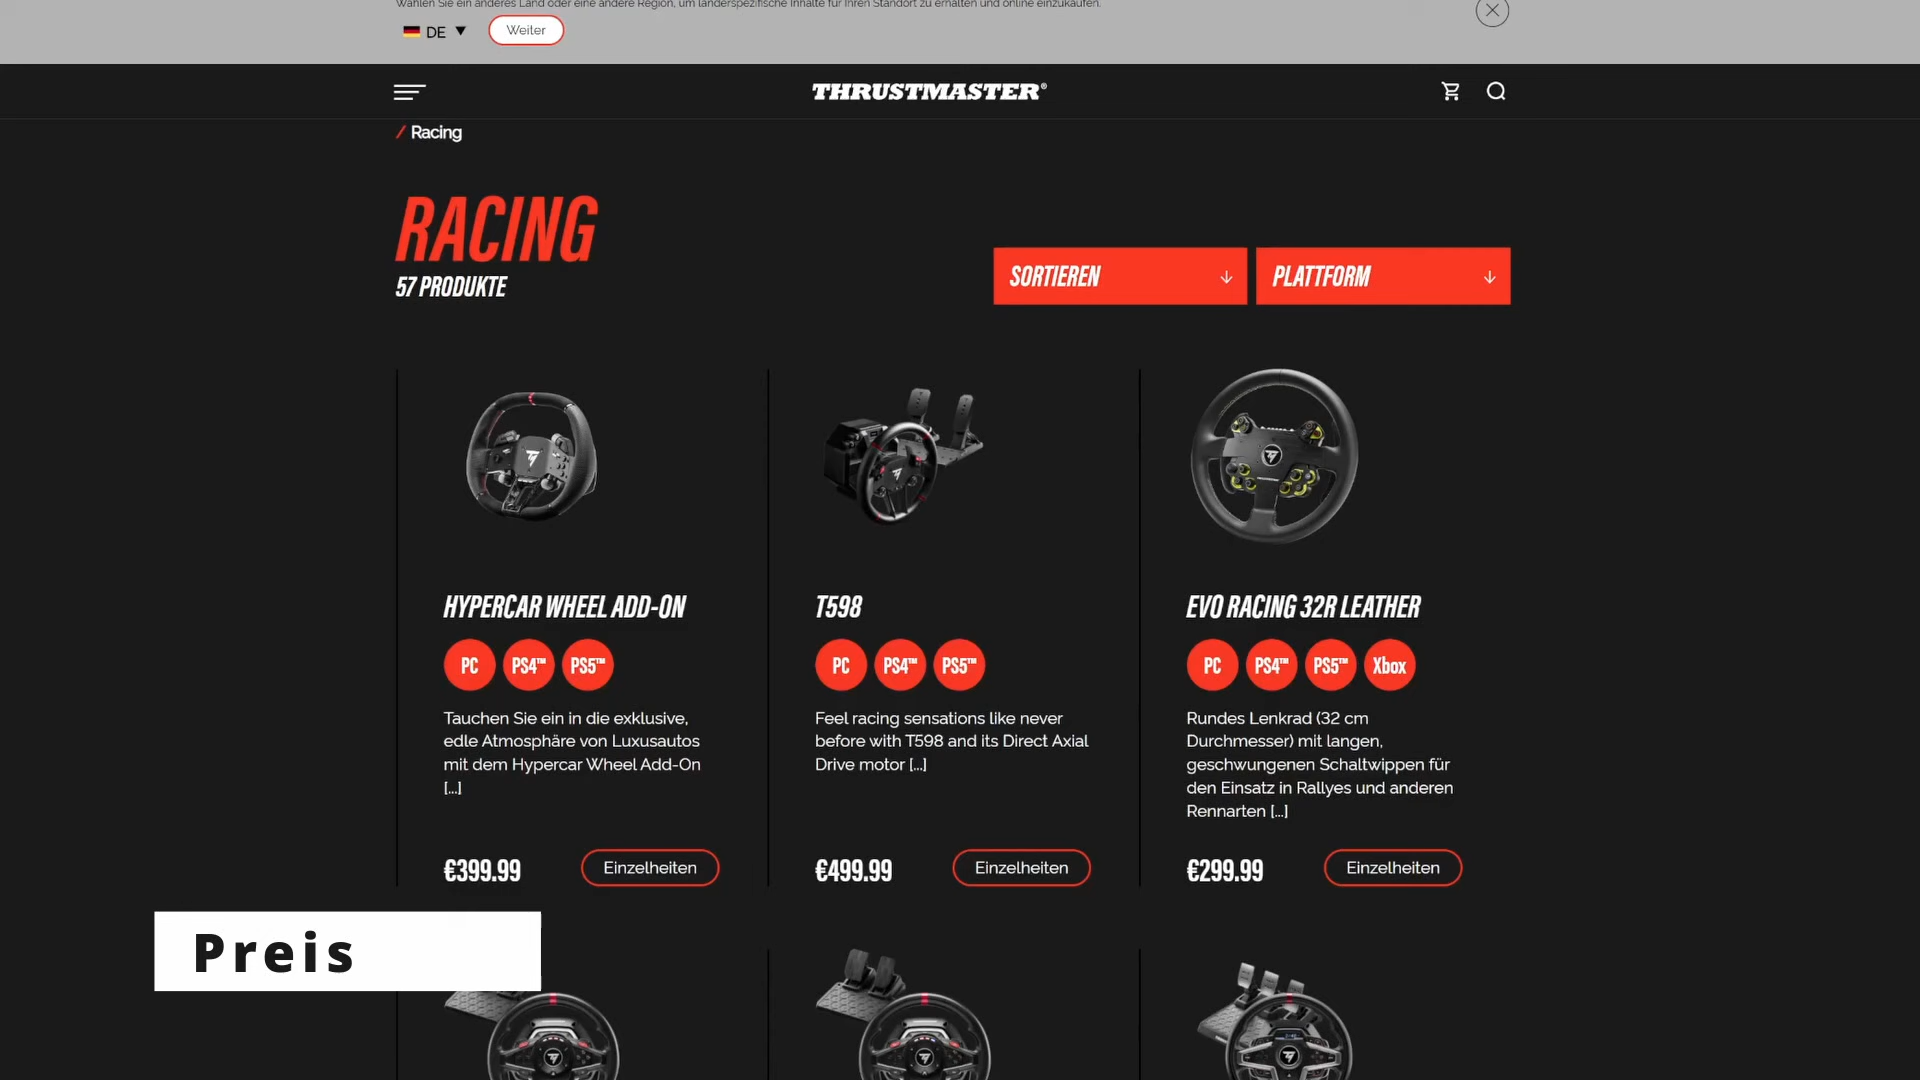 Wählen Sie ein anderes Land oder eine andere Region, um länderspezifische Inhalte für Ihren Standort zu erhalten und online einzukaufen.
DE ▼ Weiter
THRUSTMASTER®
/ Racing
RACING
57 PRODUKTE
SORTIEREN
PLATTFORM
HYPERCAR WHEEL ADD-ON
PC PS4™ PS5™
Tauchen Sie ein in die exklusive,
edle Atmosphäre von Luxusautos
mit dem Hypercar Wheel Add-On
[...]
€399.99 Einzelheiten
T598
PC PS4™ PS5™
Feel racing sensations like never
before with T598 and its Direct Axial
Drive motor [...]
€499.99 Einzelheiten
EVO RACING 32R LEATHER
PC PS4™ PS5™ Xbox
Rundes Lenkrad (32 cm
Durchmesser) mit langen,
geschwungenen Schaltwippen für
den Einsatz in Rallyes und anderen
Rennarten [...]
€299.99 Einzelheiten
Preis